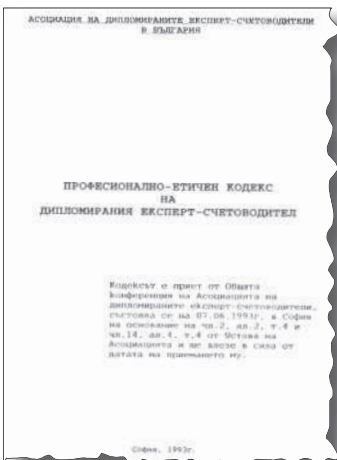 АСОЦИАЦИЯ НА ДИПЛОМИРАНИТЕ ЕКСПЕРТ-СЧЕТОВОДИТЕЛИ
В БЪЛГАРИЯ
ПРОФЕСИОНАЛНО-ЕТИЧЕН КОДЕКС
НА
ДИПЛОМИРАНИЯ ЕКСПЕРТ-СЧЕТОВОДИТЕЛ
Кодексът е приет от Общата
конференция на Асоциацията на
дипломираните експерт-счетоводители,
състояла се на 07.06.1993г. в София
на основание на чл.2, ал.2, т.4 и
чл.14, ал.4, т.4 от Устава на
Асоциацията и ще влезе в сила от
датата на приемането му.
София, 1993г.